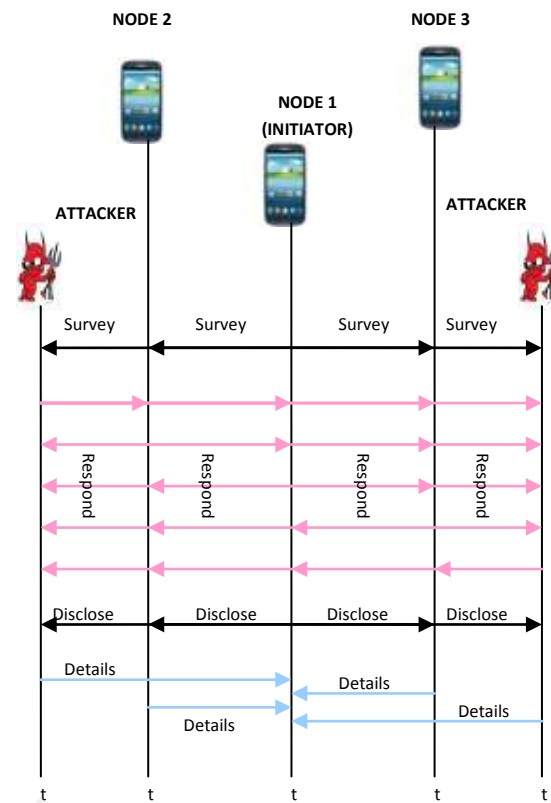 NODE 2
NODE 3
NODE 1
(INITIATOR)
ATTACKER
ATTACKER
Survey
Survey
Survey
Survey
Respond
Respond
Respond
Respond
Disclose
Disclose
Disclose
Disclose
Details
Details
Details
Details
t
t
t
t
t